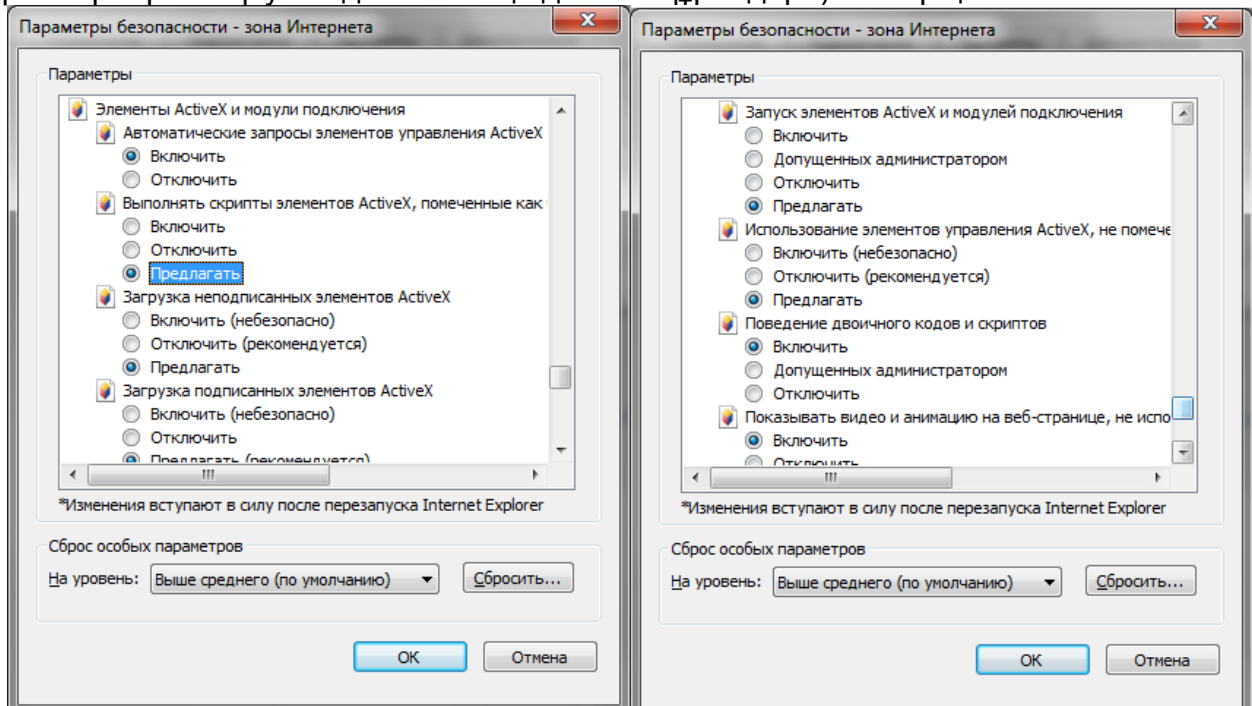 Параметры безопасности - зона Интернета
Параметры
Элементы ActiveX и модули подключения
Автоматические запросы элементов управления ActiveX
Включить
Отключить
Выполнять скрипты элементов ActiveX, помеченные как
Включить
Отключить
Предлагать
Загрузка неподписанных элементов ActiveX
Включить (небезопасно)
Отключить (рекомендуется)
Предлагать
Загрузка подписанных элементов ActiveX
Включить (небезопасно)
Отключить
Предлагать (рекомендуется)
*Изменения вступают в силу после перезапуска Internet Explorer
Сброс особых параметров
На уровень: Выше среднего (по умолчанию) Сбросить...
ОК Отмена
Параметры безопасности - зона Интернета
Параметры
Запуск элементов ActiveX и модулей подключения
Включить
Допущенных администратором
Отключить
Предлагать
Использование элементов управления ActiveX, не помече
Включить (небезопасно)
Отключить (рекомендуется)
Предлагать
Поведение двоичного кодов и скриптов
Включить
Допущенных администратором
Отключить
Показывать видео и анимацию на веб-странице, не испо
Включить
Отключить
*Изменения вступают в силу после перезапуска Internet Explorer
Сброс особых параметров
На уровень: Выше среднего (по умолчанию) Сбросить...
ОК Отмена